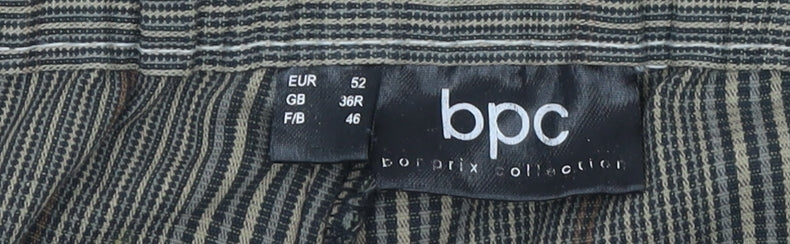 EUR 52
GB 36R
F/B 46
bpc
bonprix collection